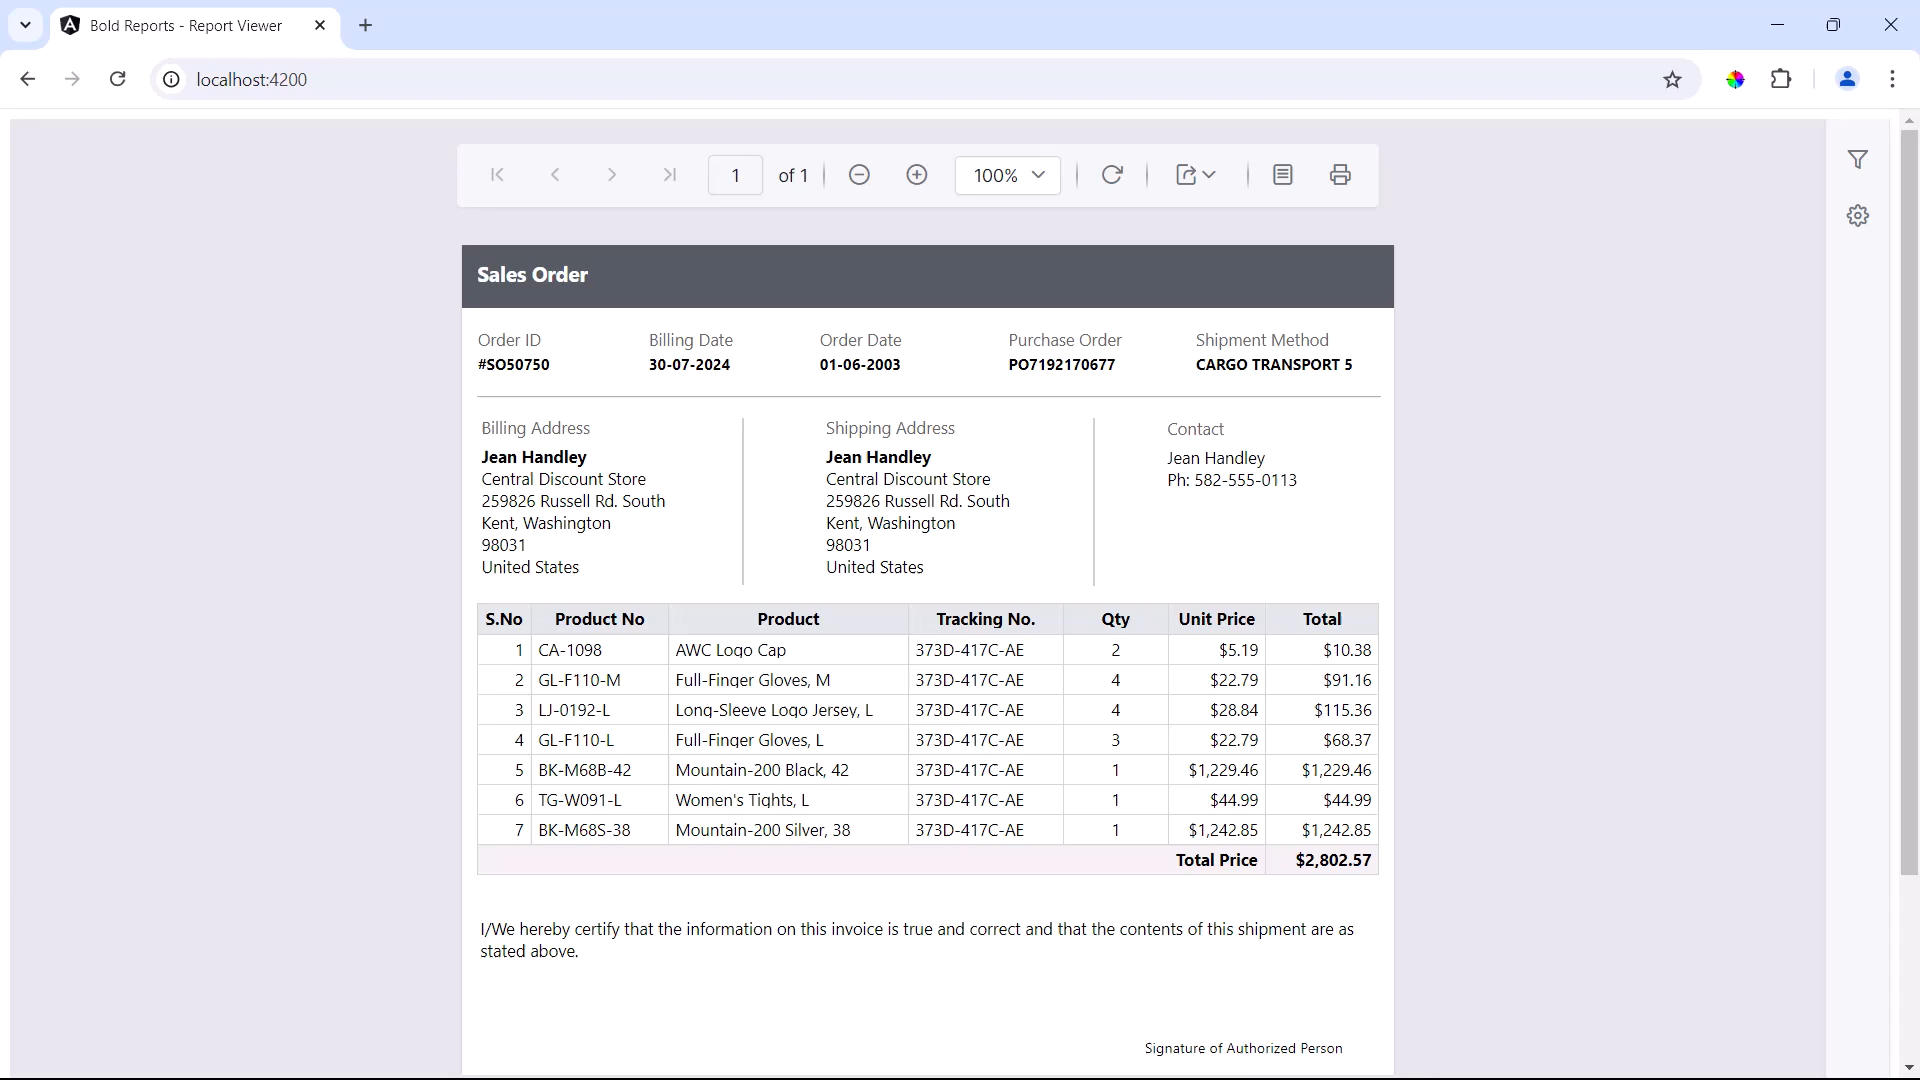 Bold Reports - Report Viewer
localhost:4200
1 of 1 100%
Sales Order
Order ID Billing Date Order Date Purchase Order Shipment Method
#SO50750 30-07-2024 01-06-2003 PO7192170677 CARGO TRANSPORT 5
Billing Address Shipping Address Contact
Jean Handley Jean Handley Jean Handley
Central Discount Store Central Discount Store Ph: 582-555-0113
259826 Russell Rd. South 259826 Russell Rd. South
Kent, Washington Kent, Washington
98031 98031
United States United States
S.No Product No Product Tracking No. Qty Unit Price Total
1 CA-1098 AWC Logo Cap 373D-417C-AE 2 $5.19 $10.38
2 GL-F110-M Full-Finger Gloves, M 373D-417C-AE 4 $22.79 $91.16
3 LJ-0192-L Long-Sleeve Logo Jersey, L 373D-417C-AE 4 $28.84 $115.36
4 GL-F110-L Full-Finger Gloves, L 373D-417C-AE 3 $22.79 $68.37
5 BK-M68B-42 Mountain-200 Black, 42 373D-417C-AE 1 $1,229.46 $1,229.46
6 TG-W091-L Women's Tights, L 373D-417C-AE 1 $44.99 $44.99
7 BK-M68S-38 Mountain-200 Silver, 38 373D-417C-AE 1 $1,242.85 $1,242.85
Total Price $2,802.57
I/We hereby certify that the information on this invoice is true and correct and that the contents of this shipment are as
stated above.
Signature of Authorized Person